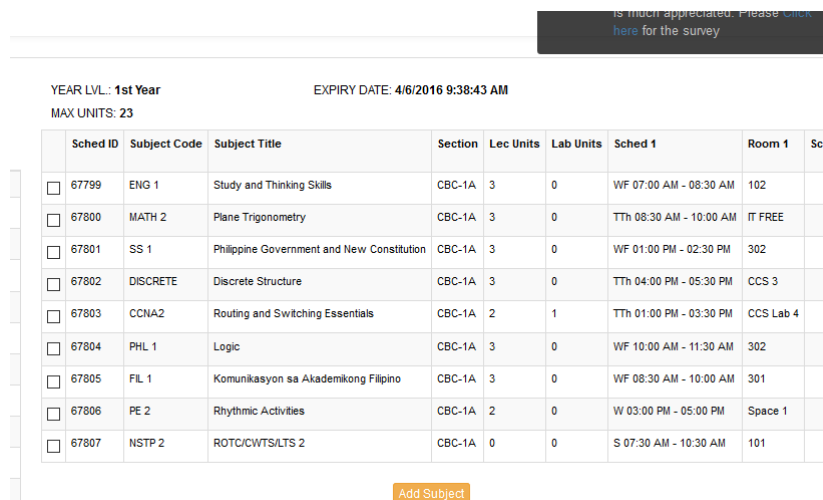 is much appreciated. Please Click
here for the survey
YEAR LVL.: 1st Year EXPIRY DATE: 4/6/2016 9:38:43 AM
MAX UNITS: 23
Sched ID Subject Code Subject Title Section Lec Units Lab Units Sched 1 Room 1 Sc
67799 ENG 1 Study and Thinking Skills CBC-1A 3 0 WF 07:00 AM - 08:30 AM 102
67800 MATH 2 Plane Trigonometry CBC-1A 3 0 TTh 08:30 AM - 10:00 AM IT FREE
67801 SS 1 Philippine Government and New Constitution CBC-1A 3 0 WF 01:00 PM - 02:30 PM 302
67802 DISCRETE Discrete Structure CBC-1A 3 0 TTh 04:00 PM - 05:30 PM CCS 3
67803 CCNA2 Routing and Switching Essentials CBC-1A 2 1 TTh 01:00 PM - 03:30 PM CCS Lab 4
67804 PHL 1 Logic CBC-1A 3 0 WF 10:00 AM - 11:30 AM 302
67805 FIL 1 Komunikasyon sa Akademikong Filipino CBC-1A 3 0 WF 08:30 AM - 10:00 AM 301
67806 PE 2 Rhythmic Activities CBC-1A 2 0 W 03:00 PM - 05:00 PM Space 1
67807 NSTP 2 ROTC/CWTS/LTS 2 CBC-1A 0 0 S 07:30 AM - 10:30 AM 101
Add Subject